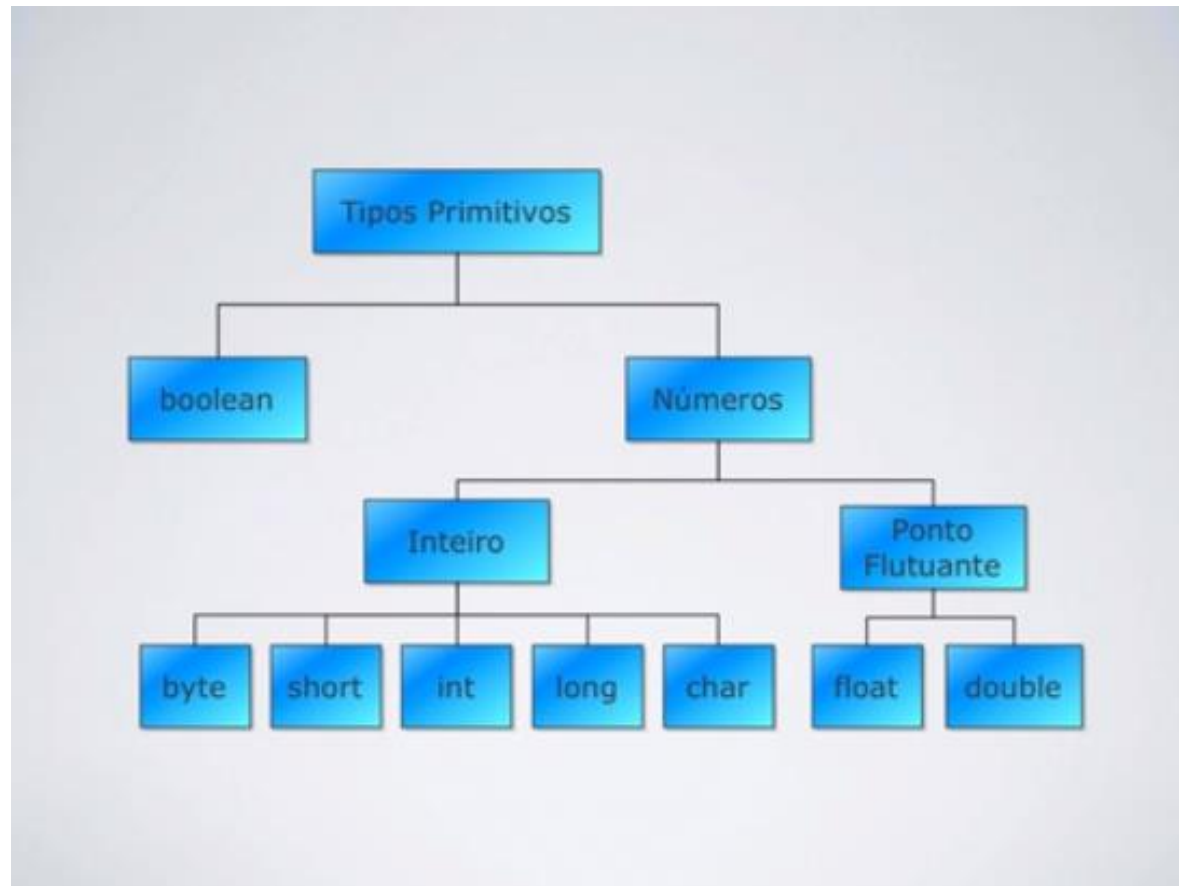 Tipos Primitivos
boolean
Números
Inteiro
Ponto
Flutuante
byte
short
int
long
char
float
double